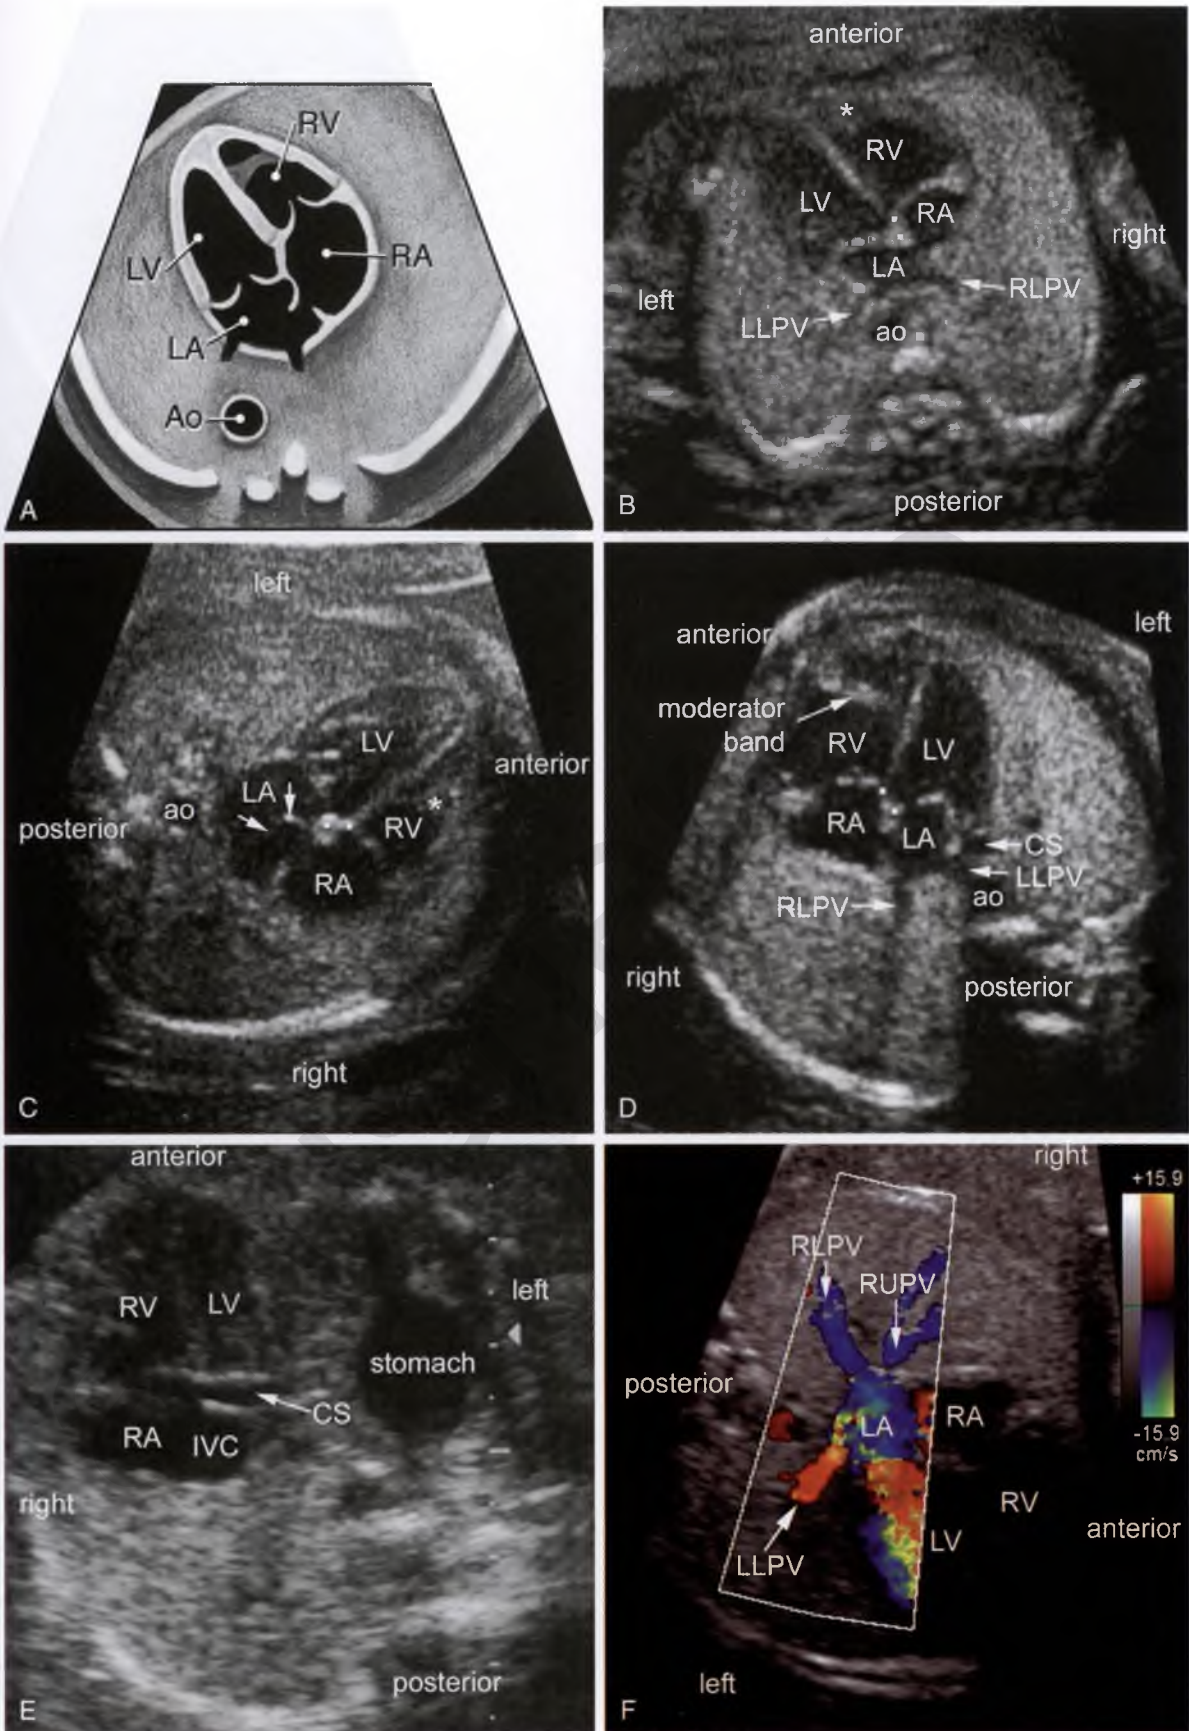 RV
LV
RA
LA
Ao
A
anterior
*
RV
LV
RA
right
LA
left
RLPV
LLPV
ao
posterior
B
left
LV
anterior
LA
*
ao
RV
posterior
RA
right
C
anterior
left
moderator
band
RV
LV
RA
LA
CS
LLPV
RLPV
ao
right
posterior
D
anterior
RV
LV
left
stomach
CS
RA
IVC
right
posterior
E
right
+15.9
RLPV
RUPV
posterior
LA
RA
-15.9
cm/s
RV
anterior
LV
LLPV
left
F